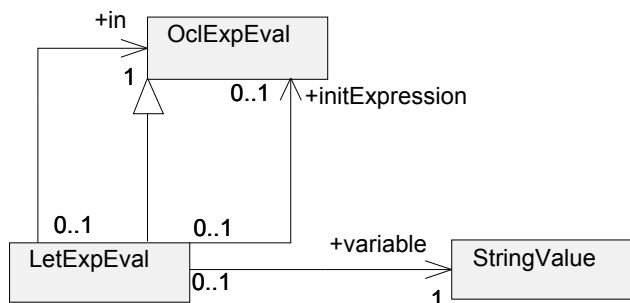 +in
OclExpEval
1
0..1
+initExpression
0..1
0..1
LetExpEval
0..1
+variable
StringValue
1